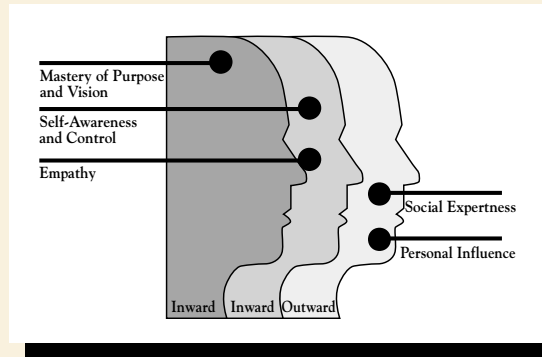 Mastery of Purpose
and Vision
Self-Awareness
and Control
Empathy
Social Expertness
Personal Influence
Inward Inward Outward